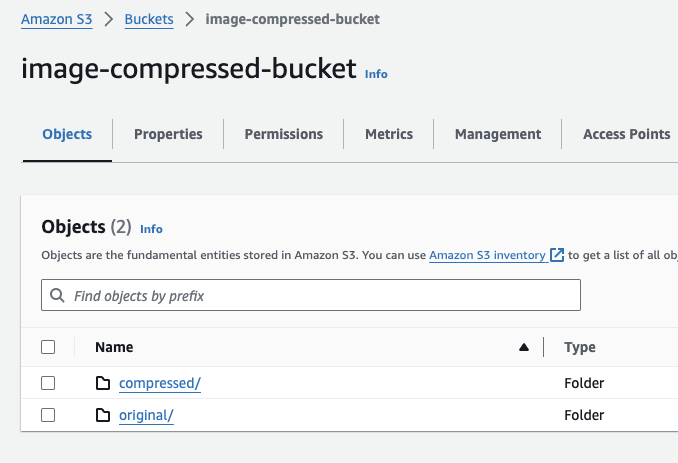 Amazon S3 > Buckets > image-compressed-bucket
image-compressed-bucket Info
Objects Properties Permissions Metrics Management Access Points
Objects (2) Info
Objects are the fundamental entities stored in Amazon S3. You can use Amazon S3 inventory to get a list of all
Find objects by prefix
Name Type
compressed/ Folder
original/ Folder